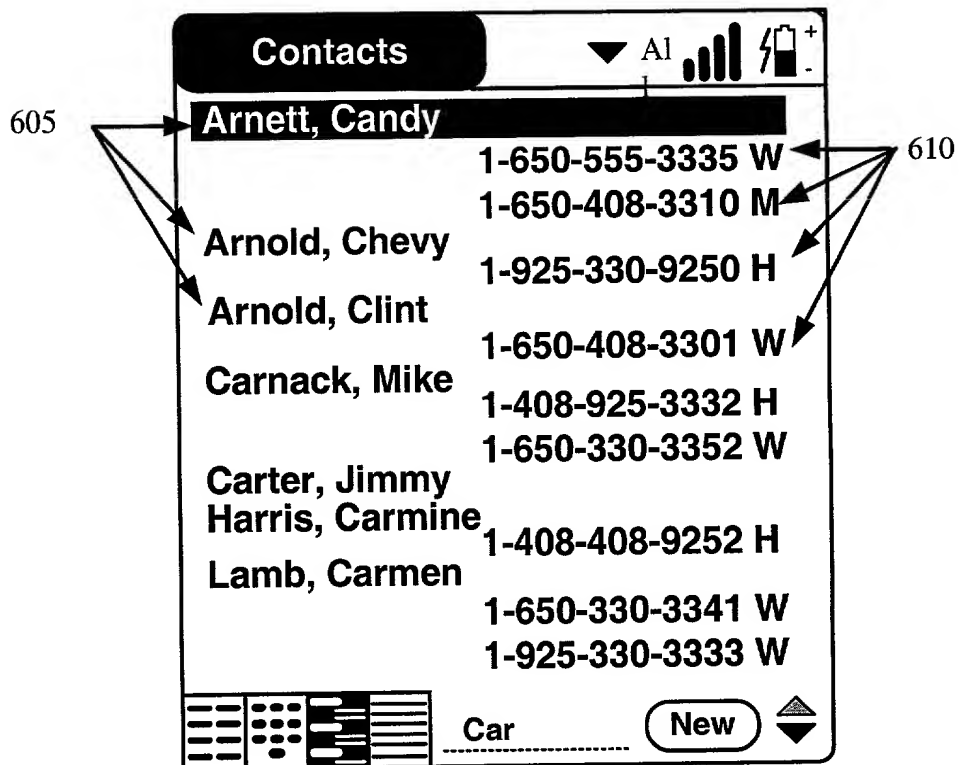 Contacts Al
l
Arnett, Candy
605
610
1-650-555-3335 W
1-650-408-3310 M
Arnold, Chevy
1-925-330-9250 H
Arnold, Clint
1-650-408-3301 W
Carnack, Mike
1-408-925-3332 H
1-650-330-3352 W
Carter, Jimmy
Harris, Carmine
1-408-408-9252 H
Lamb, Carmen
1-650-330-3341 W
1-925-330-3333 W
Car New